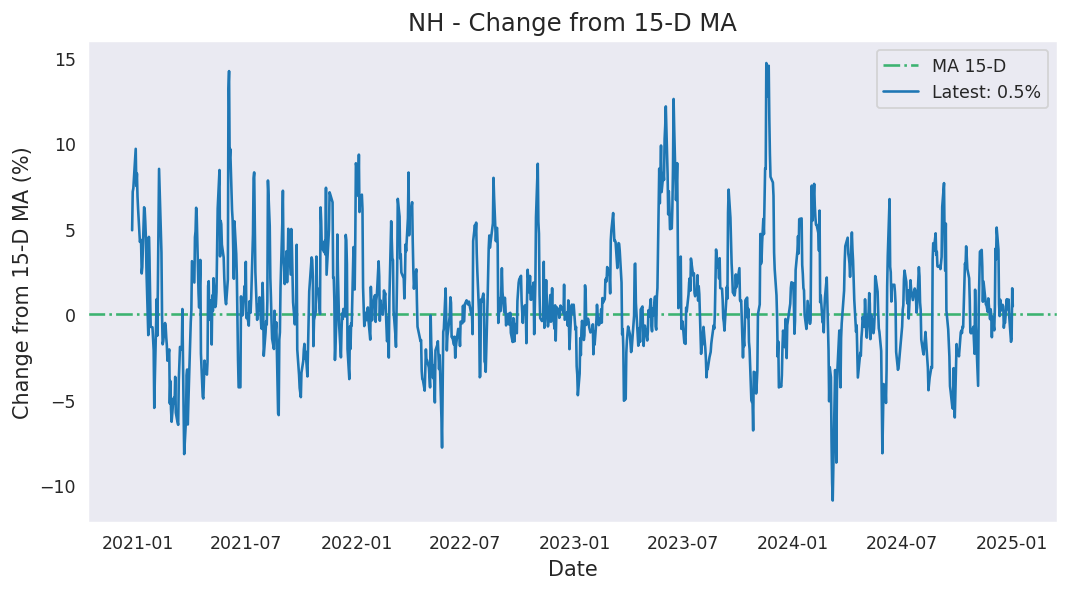 NH - Change from 15-D MA
MA 15-D
Latest: 0.5%
Change from 15-D MA (%)
15
10
5
0
−5
−10
2021-01 2021-07 2022-01 2022-07 2023-01 2023-07 2024-01 2024-07 2025-01
Date